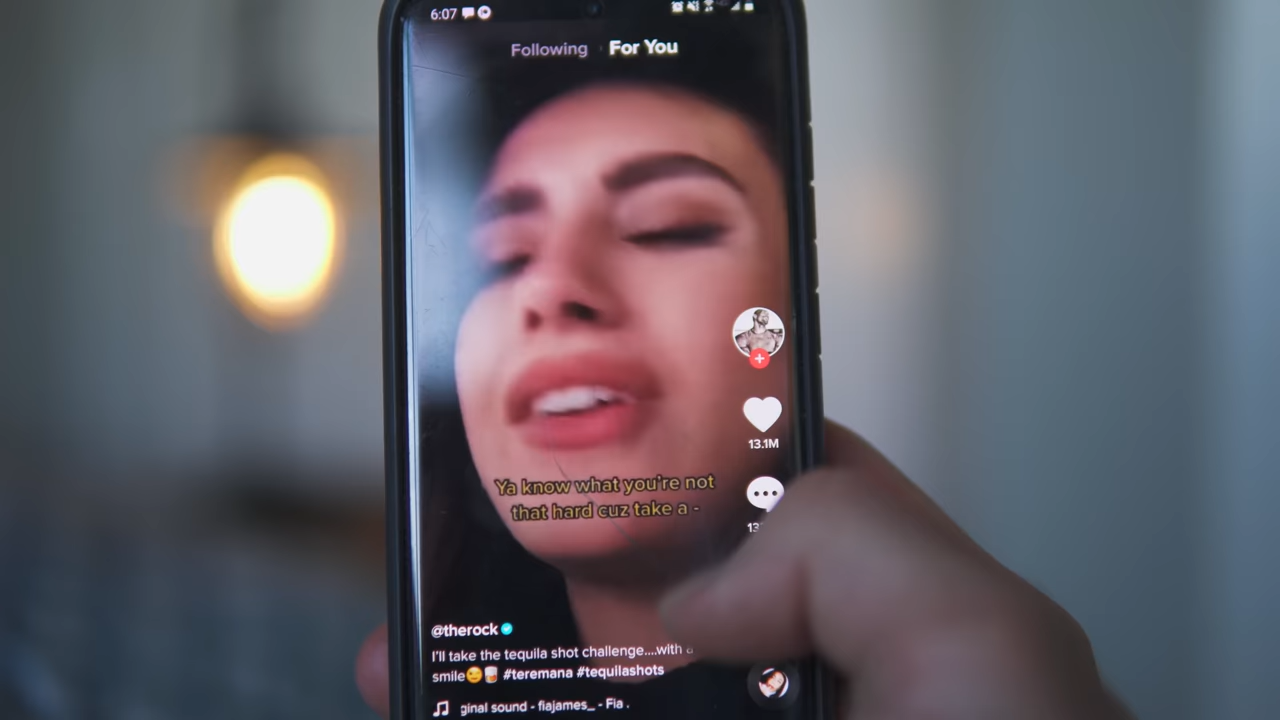 6:07
Following For You
13.1M
Ya know what you're not
that hard cuz take a -
@therock
I'll take the tequila shot challenge....with a
smile😉🥃 #teremana #tequilashots
ginal sound - fiajames_ - Fia .